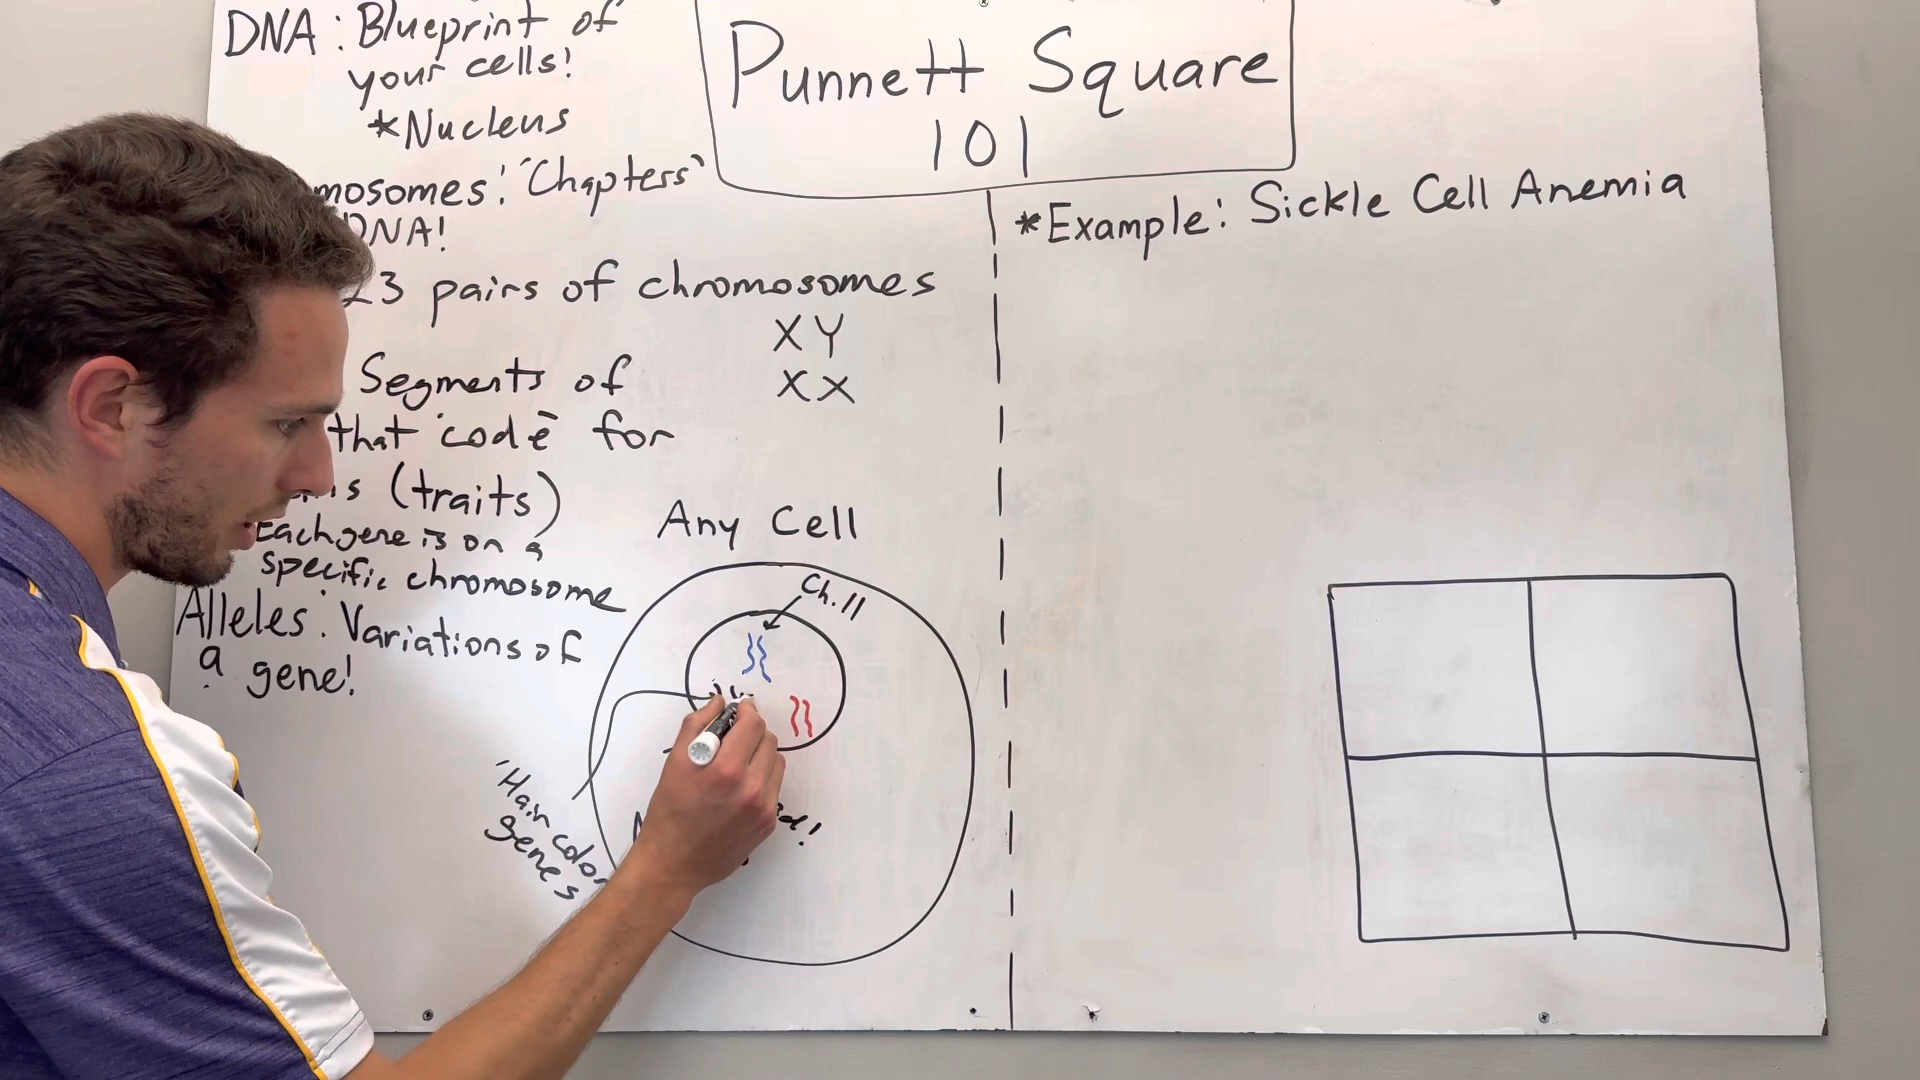 DNA: Blueprint of
your cells!
*Nucleus
mosomes: "Chapters"
DNA!
23 pairs of chromosomes
XY
XX
Segments of
that "code" for
(traits)
Each gene is on a
specific chromosome
Alleles: Variations of
a gene!
Punnett Square
101
*Example: Sickle Cell Anemia
Any Cell
Ch. 11
"Hair color
genes